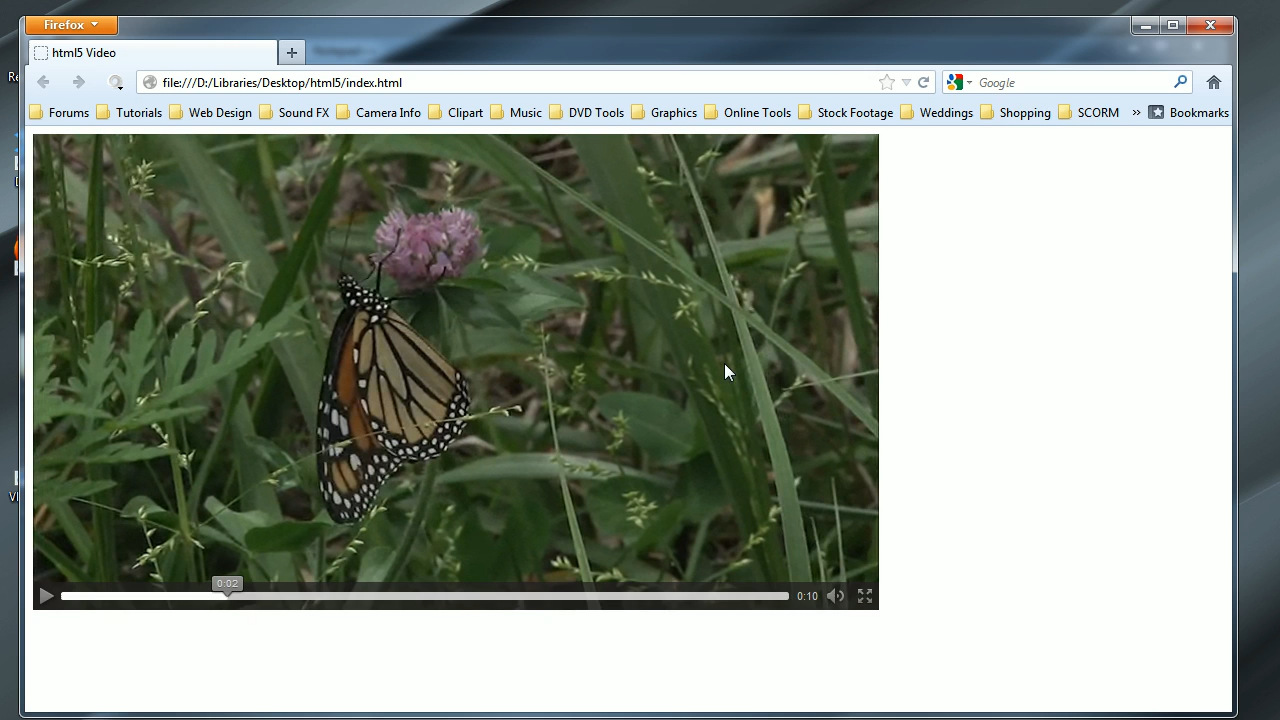 Firefox
html5 Video
file:///D:/Libraries/Desktop/html5/index.html
Google
Forums Tutorials Web Design Sound FX Camera Info Clipart Music DVD Tools Graphics Online Tools Stock Footage Weddings Shopping SCORM » Bookmarks
0:02
0:10